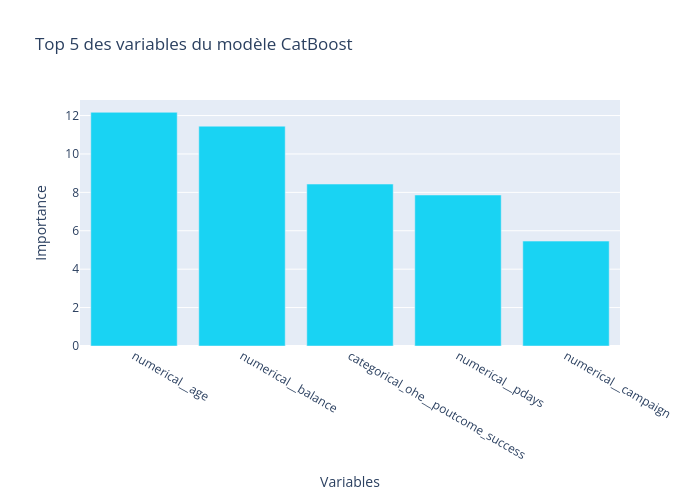 Top 5 des variables du modèle CatBoost
Importance
12
10
8
6
4
2
0
numerical__age
numerical__balance
categorical_ohe__poutcome_success
numerical__pdays
numerical__campaign
Variables